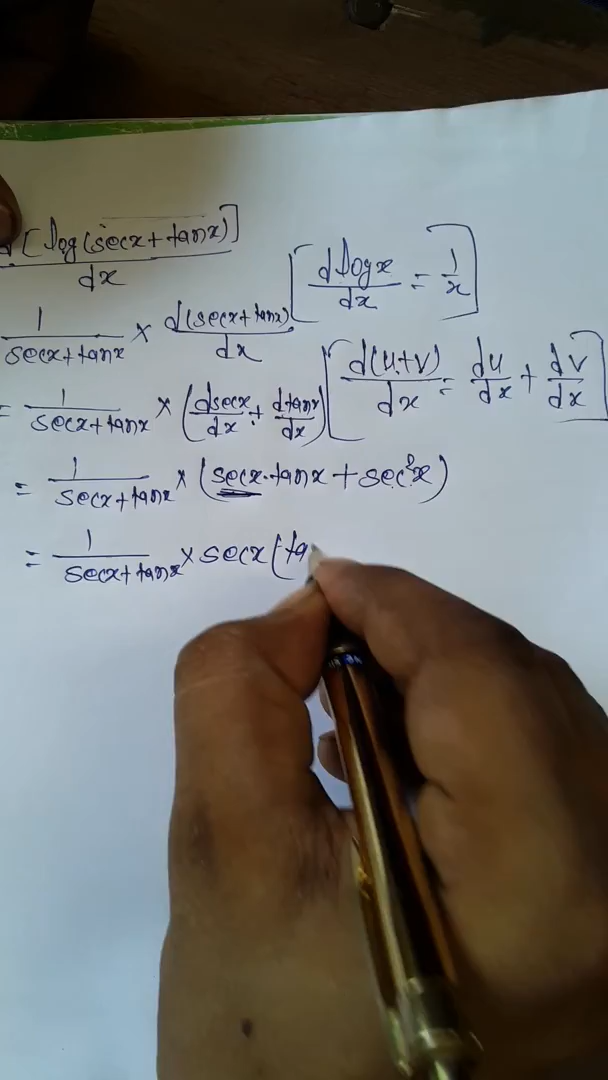 d[log(secx+tanx)]/dx [dlogx/dx = 1/x]
1/(secx+tanx) × d(secx+tanx)/dx
= 1/(secx+tanx) × (dsecx/dx + dtanx/dx) [d(u+v)/dx = du/dx + dv/dx]
= 1/(secx+tanx) × (secx·tanx + sec²x)
= 1/(secx+tanx) × secx(ta